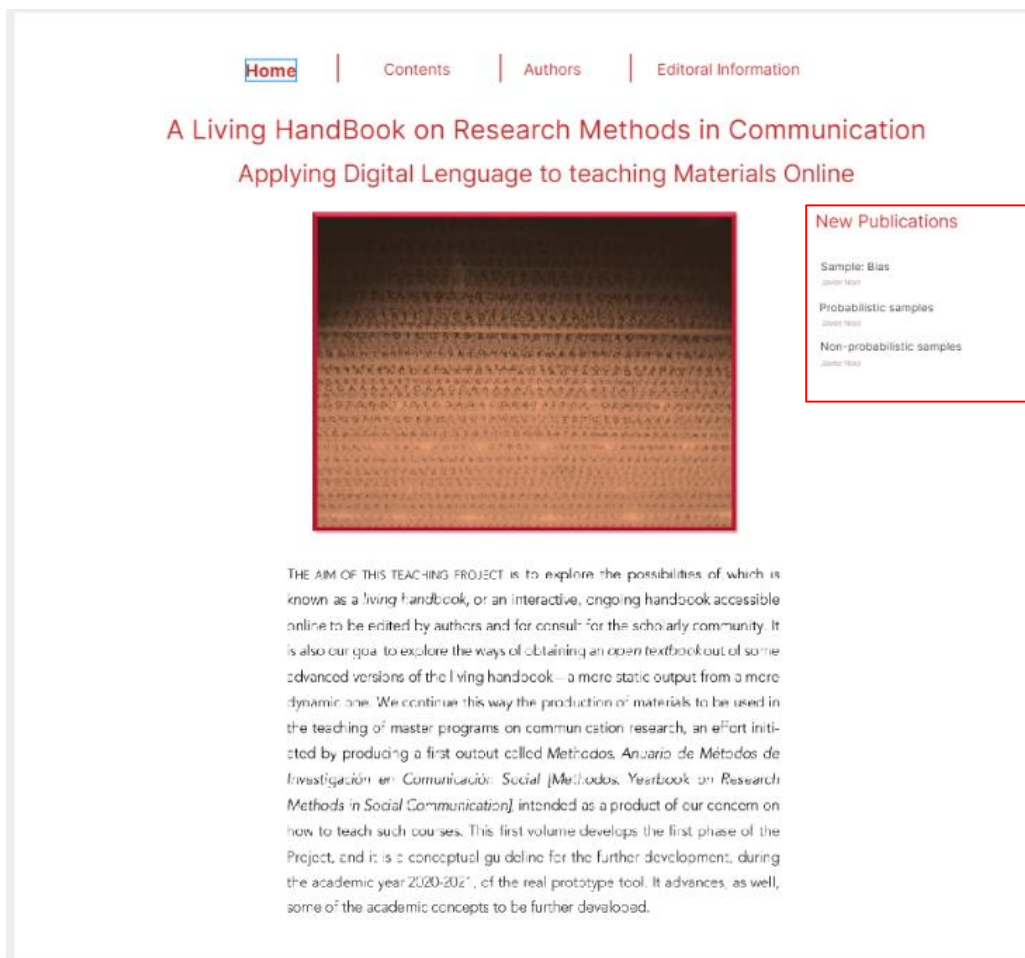 Home Contents Authors Editoral Information
A Living HandBook on Research Methods in Communication
Applying Digital Lenguage to teaching Materials Online
New Publications
Sample: Bias
Probabilistic samples
Non-probabilistic samples
THE AIM OF THIS TEACHING PROJECT is to explore the possibilities of which is
known as a living handbook, or an interactive, ongoing handbook accessible
online to be edited by authors and for consult for the scholarly community. It
is also our goal to explore the ways of obtaining an open textbook out of some
advanced versions of the living handbook – a more static output from a more
dynamic one. We continue this way the production of materials to be used in
the teaching of master programs on communication research, an effort initi-
ated by producing a first output called Methodos. Anuario de Métodos de
Investigación en Comunicación Social [Methodos. Yearbook on Research
Methods in Social Communication], intended as a product of our concern on
how to teach such courses. This first volume develops the first phase of the
Project, and it is a conceptual guideline for the further development, during
the academic year 2020-2021, of the real prototype tool. It advances, as well,
some of the academic concepts to be further developed.